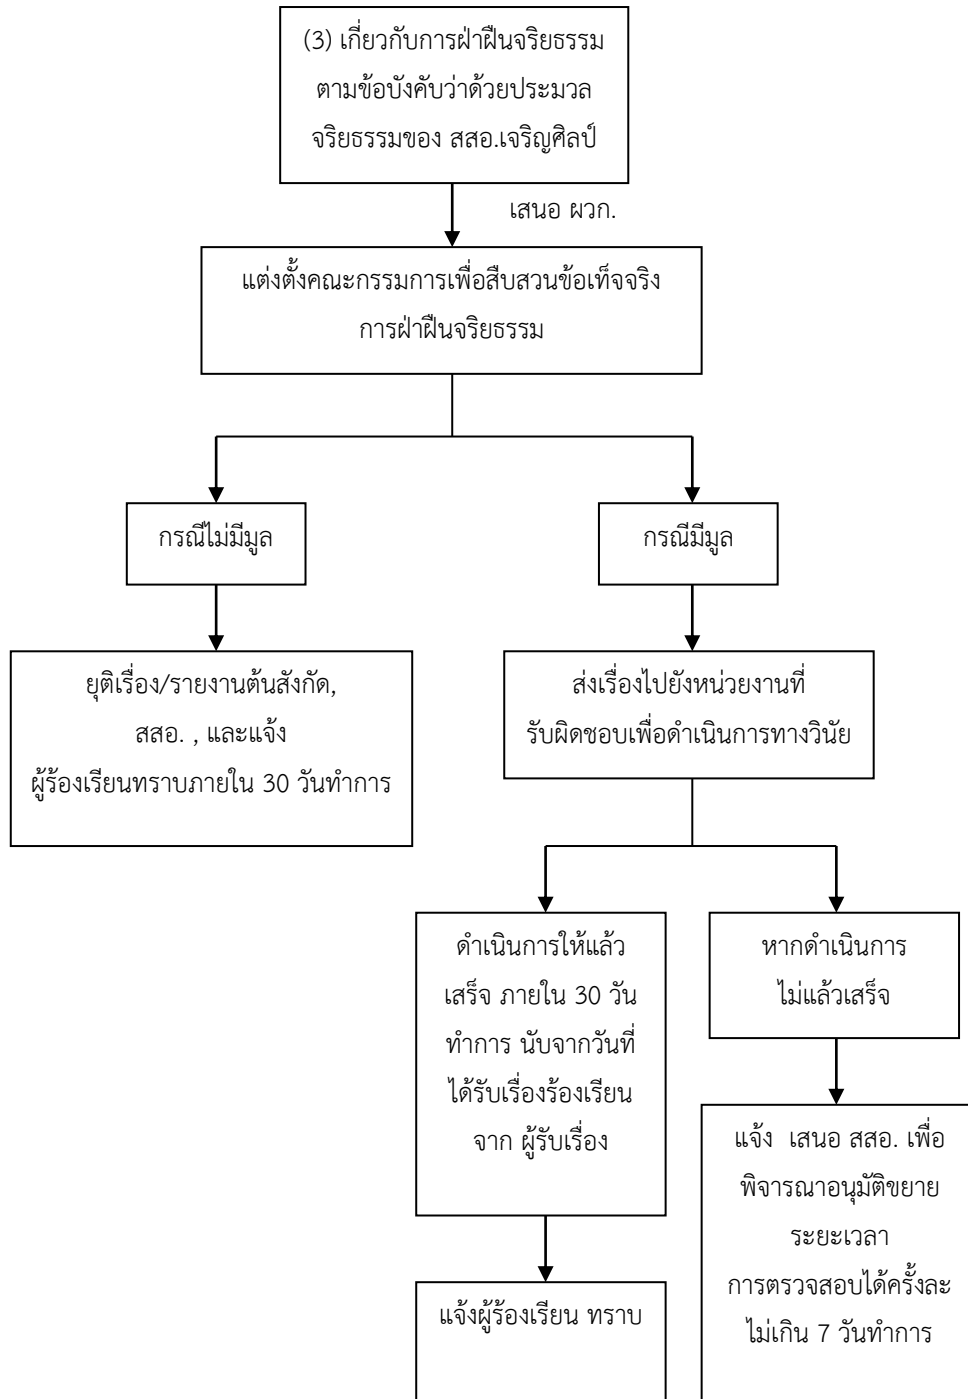 (3) เกี่ยวกับการฝ่าฝืนจริยธรรม
ตามข้อบังคับว่าด้วยประมวล
จริยธรรมของ สสอ.เจริญศิลป์
เสนอ ผวก.
แต่งตั้งคณะกรรมการเพื่อสืบสวนข้อเท็จจริง
การฝ่าฝืนจริยธรรม
กรณีไม่มีมูล
กรณีมีมูล
ยุติเรื่อง/รายงานต้นสังกัด,
สสอ. , และแจ้ง
ผู้ร้องเรียนทราบภายใน 30 วันทำการ
ส่งเรื่องไปยังหน่วยงานที่
รับผิดชอบเพื่อดำเนินการทางวินัย
ดำเนินการให้แล้ว
เสร็จ ภายใน 30 วัน
ทำการ นับจากวันที่
ได้รับเรื่องร้องเรียน
จาก ผู้รับเรื่อง
หากดำเนินการ
ไม่แล้วเสร็จ
แจ้งผู้ร้องเรียน ทราบ
แจ้ง เสนอ สสอ. เพื่อ
พิจารณาอนุมัติขยาย
ระยะเวลา
การตรวจสอบได้ครั้งละ
ไม่เกิน 7 วันทำการ